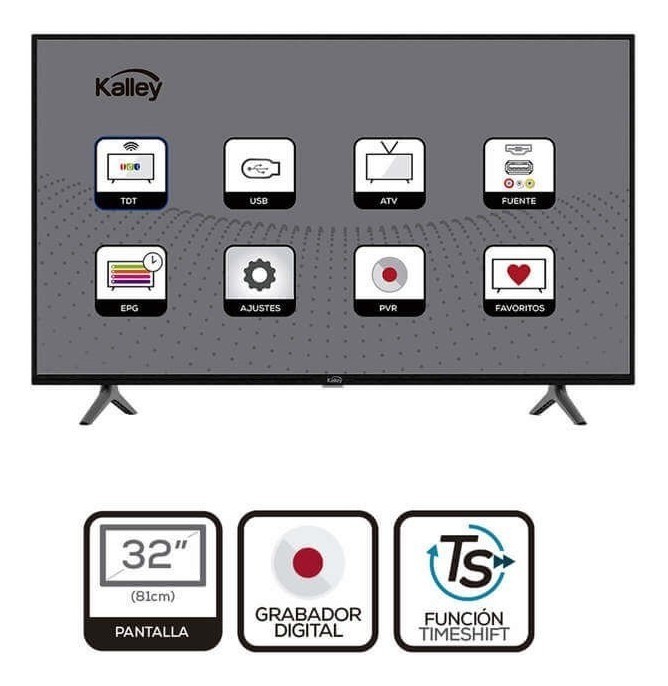 Kalley
TDT
USB
ATV
FUENTE
EPG
AJUSTES
PVR
FAVORITOS
Kalley
32"
(81cm)
PANTALLA
GRABADOR
DIGITAL
TS
FUNCIÓN
TIMESHIFT